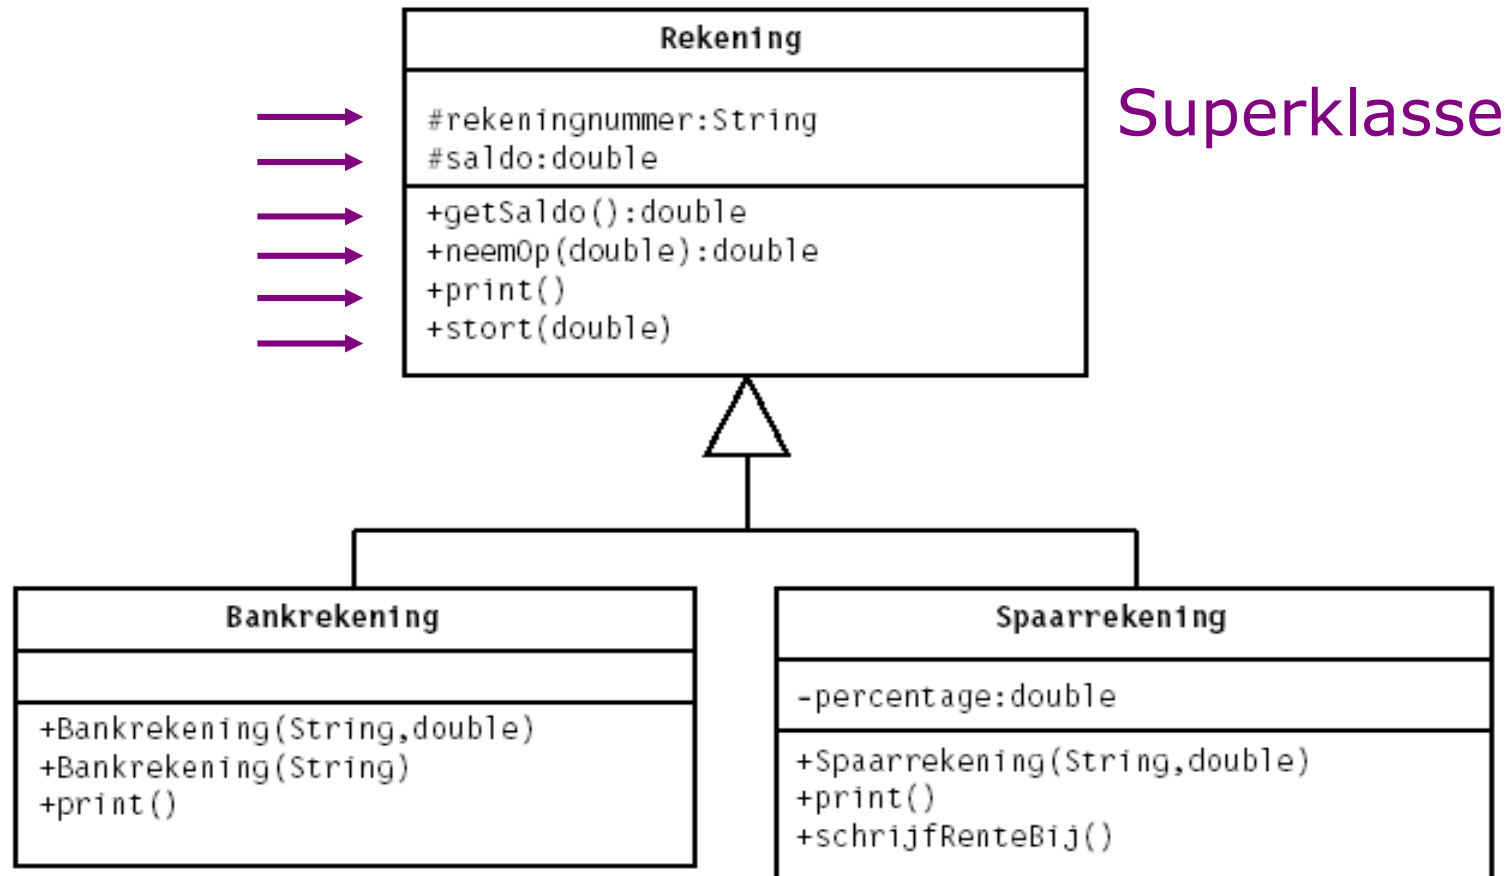 Rekening
#rekeningnummer:String
#saldo:double
+getSaldo():double
+neemOp(double):double
+print()
+stort(double)
Superklasse
Bankrekening
+Bankrekening(String,double)
+Bankrekening(String)
+print()
Spaarrekening
-percentage:double
+Spaarrekening(String,double)
+print()
+schrijfRenteBij()